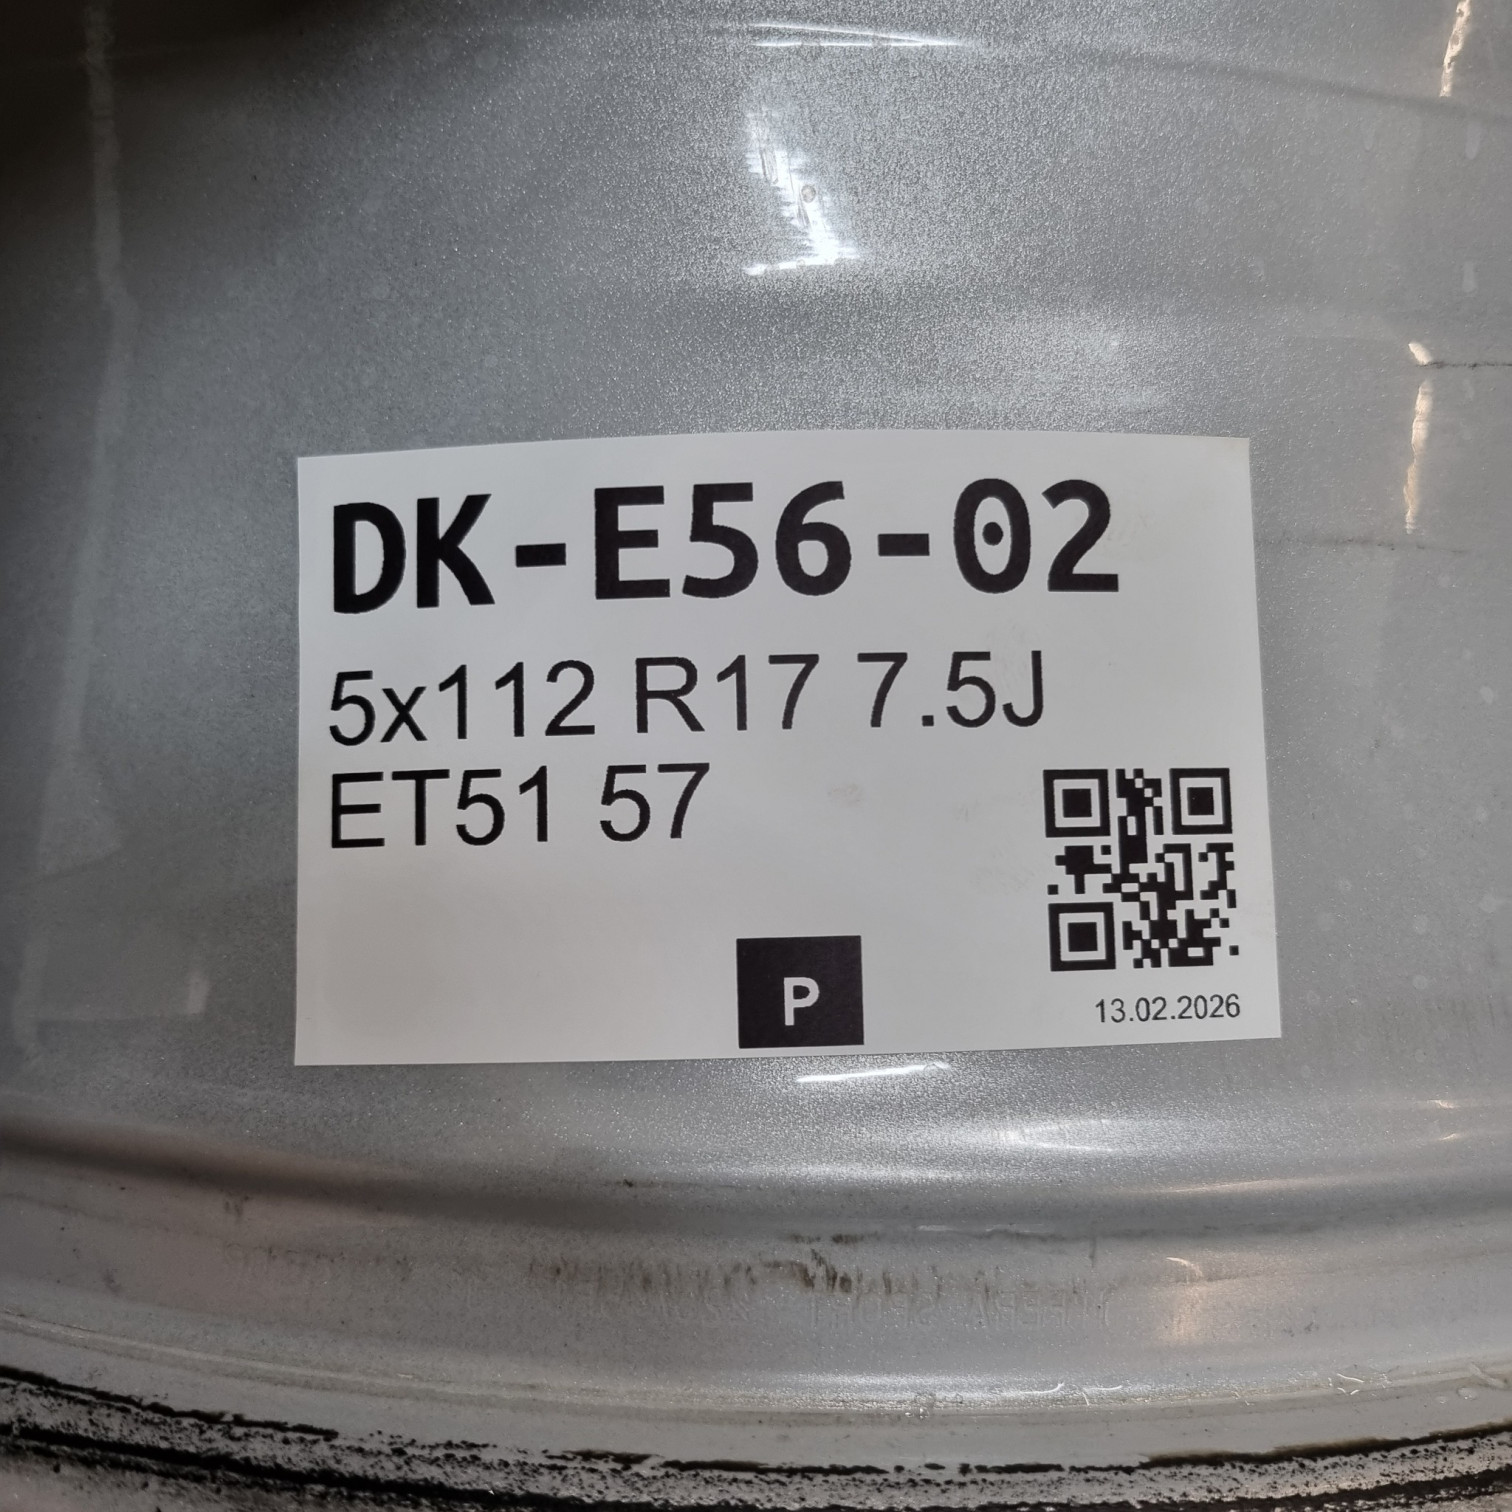 DK-E56-02
5x112 R17 7.5J
ET51 57
P
13.02.2026